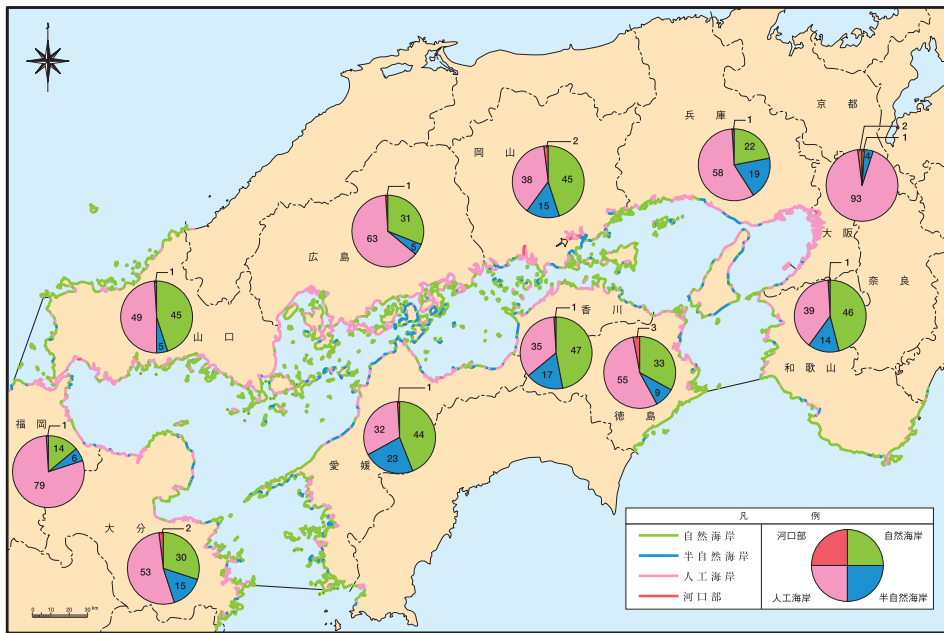 京都
兵庫
1
22
19
58
2
1
4
93
大阪
岡山
2
45
15
38
広島
1
31
5
63
奈良
1
46
14
39
和歌山
山口
1
45
5
49
香川
1
47
17
35
3
33
9
55
徳島
福岡
1
14
6
79
愛媛
1
44
23
32
大分
2
30
15
53
凡例
自然海岸
半自然海岸
人工海岸
河口部
河口部
自然海岸
人工海岸
半自然海岸
0 10 20 30 km